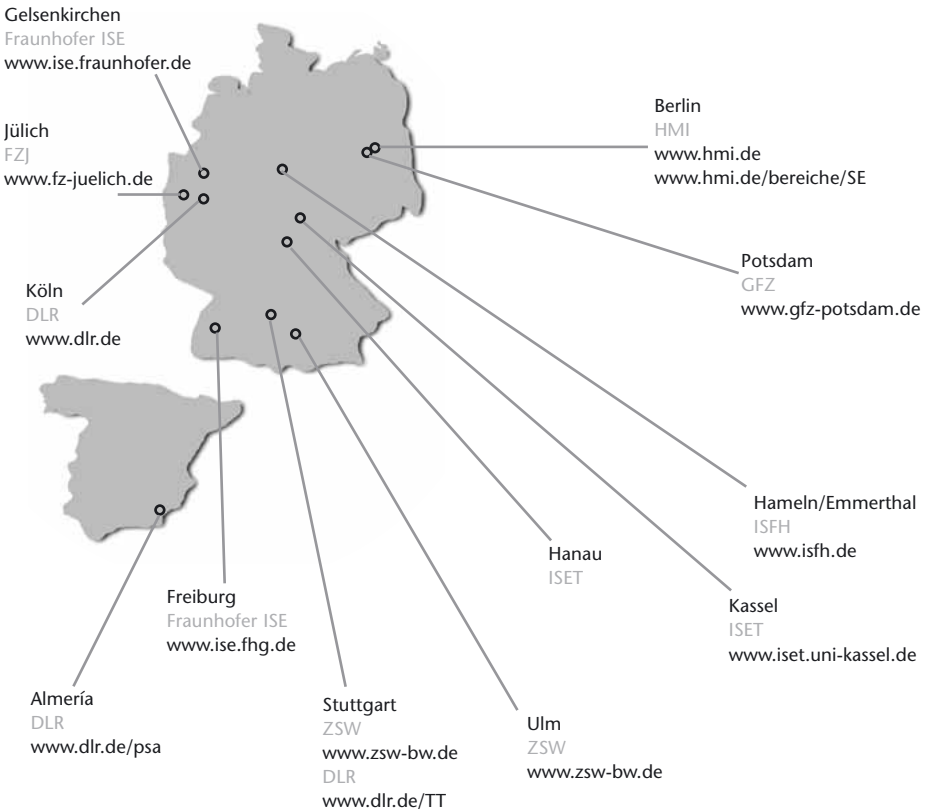 Gelsenkirchen
Fraunhofer ISE
www.ise.fraunhofer.de
Jülich
FZJ
www.fz-juelich.de
Köln
DLR
www.dlr.de
Berlin
HMI
www.hmi.de
www.hmi.de/bereiche/SE
Potsdam
GFZ
www.gfz-potsdam.de
Hameln/Emmerthal
ISFH
www.isfh.de
Hanau
ISET
Kassel
ISET
www.iset.uni-kassel.de
Freiburg
Fraunhofer ISE
www.ise.fhg.de
Almería
DLR
www.dlr.de/psa
Stuttgart
ZSW
www.zsw-bw.de
DLR
www.dlr.de/TT
Ulm
ZSW
www.zsw-bw.de